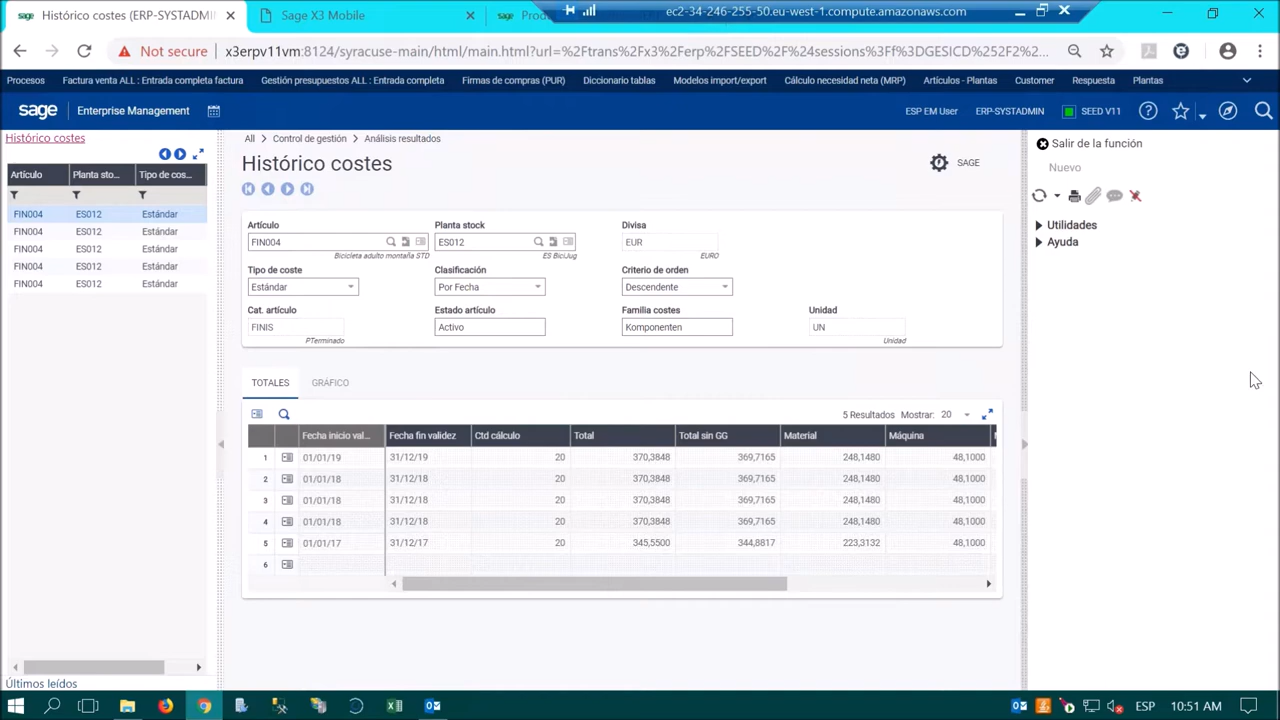 Histórico costes (ERP-SYSTADMIN
Sage X3 Mobile
sage
ec2-34-246-255-50.eu-west-1.compute.amazonaws.com
Not secure
x3erpv11vm:8124/syracuse-main/html/main.html?url=%2Ftrans%2Fx3%2Ferp%2FSEED%2F%24sessions%3Ff%3DGESICD%252F2%...
Procesos
Factura venta ALL : Entrada completa factura
Gestión presupuestos ALL : Entrada completa
Firmas de compras (PUR)
Diccionario tablas
Modelos import/export
Cálculo necesidad neta (MRP)
Artículos - Plantas
Customer
Respuesta
Plantas
sage
Enterprise Management
ESP EM User
ERP-SYSTADMIN
SEED V11
Histórico costes
Artículo Planta sto... Tipo de cos...
FIN004 ES012 Estándar
FIN004 ES012 Estándar
FIN004 ES012 Estándar
FIN004 ES012 Estándar
FIN004 ES012 Estándar
Últimos leídos
All > Control de gestión > Análisis resultados
Histórico costes
SAGE
Artículo Planta stock Divisa
FIN004 ES012 EUR
Bicicleta adulto montaña STD ES BiciJug EURO
Tipo de coste Clasificación Criterio de orden
Estándar Por Fecha Descendente
Cat. artículo Estado artículo Familia costes Unidad
FINIS Activo Komponenten UN
PTerminado Unidad
TOTALES GRÁFICO
5 Resultados Mostrar: 20
Fecha inicio val... Fecha fin validez Ctd cálculo Total Total sin GG Material Máquina
1 01/01/19 31/12/19 20 370,3848 369,7165 248,1480 48,1000
2 01/01/18 31/12/18 20 370,3848 369,7165 248,1480 48,1000
3 01/01/18 31/12/18 20 370,3848 369,7165 248,1480 48,1000
4 01/01/18 31/12/18 20 370,3848 369,7165 248,1480 48,1000
5 01/01/17 31/12/17 20 345,5500 344,8817 223,3132 48,1000
6
Salir de la función
Nuevo
Utilidades
Ayuda
ESP 10:51 AM